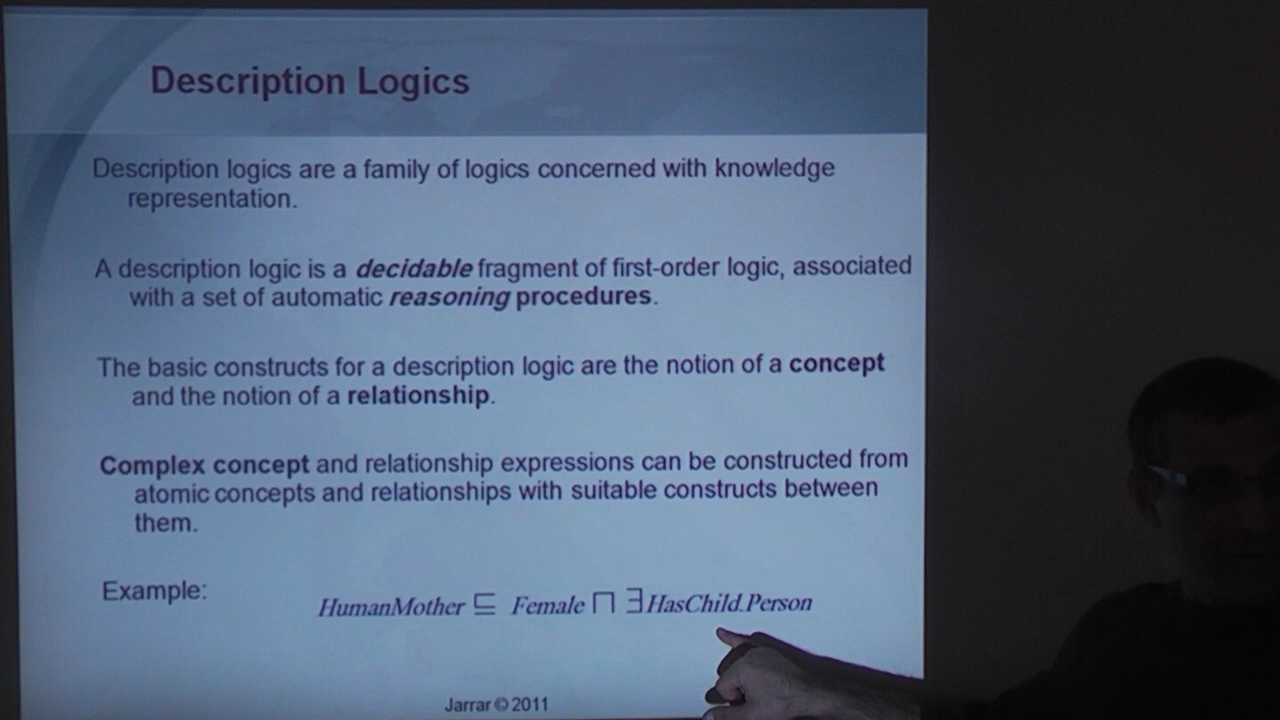 Description Logics
Description logics are a family of logics concerned with knowledge
representation.
A description logic is a decidable fragment of first-order logic, associated
with a set of automatic reasoning procedures.
The basic constructs for a description logic are the notion of a concept
and the notion of a relationship.
Complex concept and relationship expressions can be constructed from
atomic concepts and relationships with suitable constructs between
them.
Example:
HumanMother ⊑ Female ⊓ ∃HasChild.Person
Jarrar © 2011